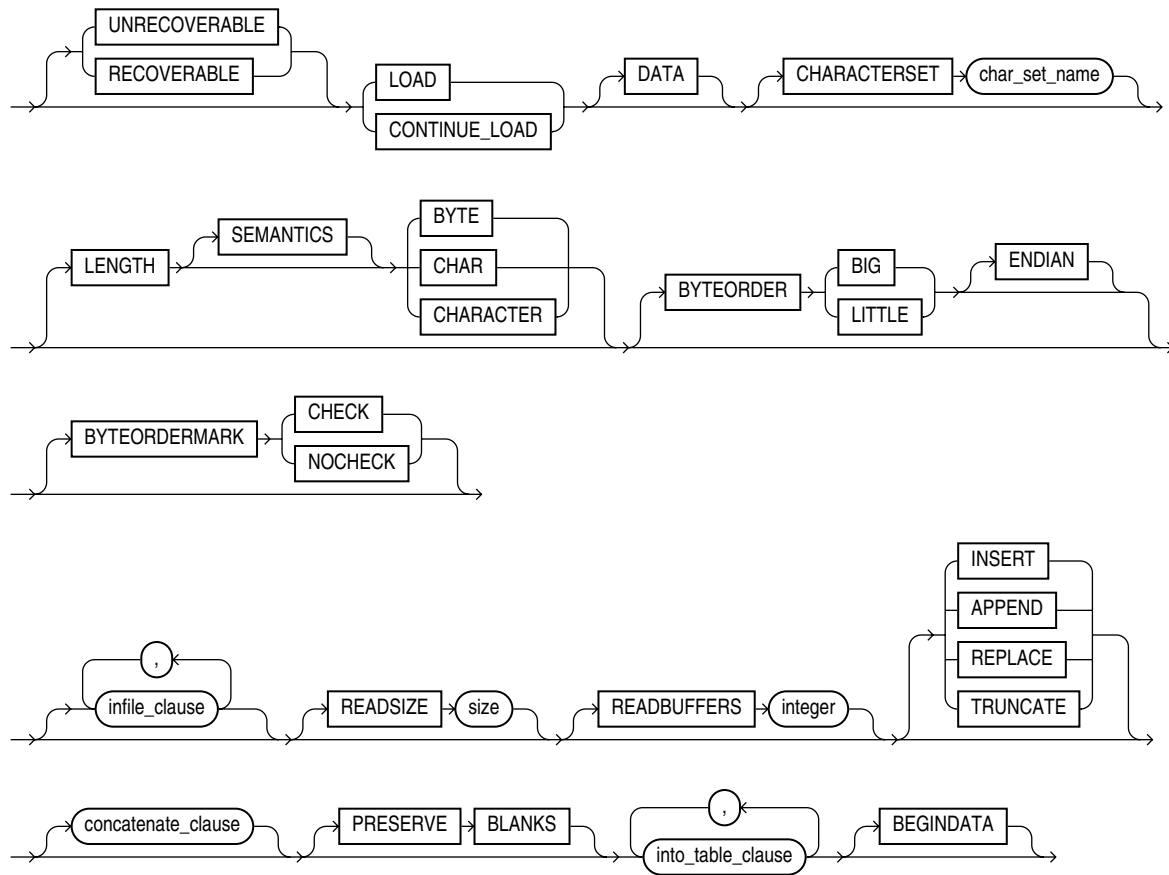 UNRECOVERABLE
RECOVERABLE
LOAD
CONTINUE_LOAD
DATA
CHARACTERSET char_set_name
LENGTH
SEMANTICS
BYTE
CHAR
CHARACTER
BYTEORDER
BIG
LITTLE
ENDIAN
BYTEORDERMARK
CHECK
NOCHECK
,
infile_clause
READSIZE size
READBUFFERS integer
INSERT
APPEND
REPLACE
TRUNCATE
concatenate_clause
PRESERVE BLANKS
,
into_table_clause
BEGINDATA